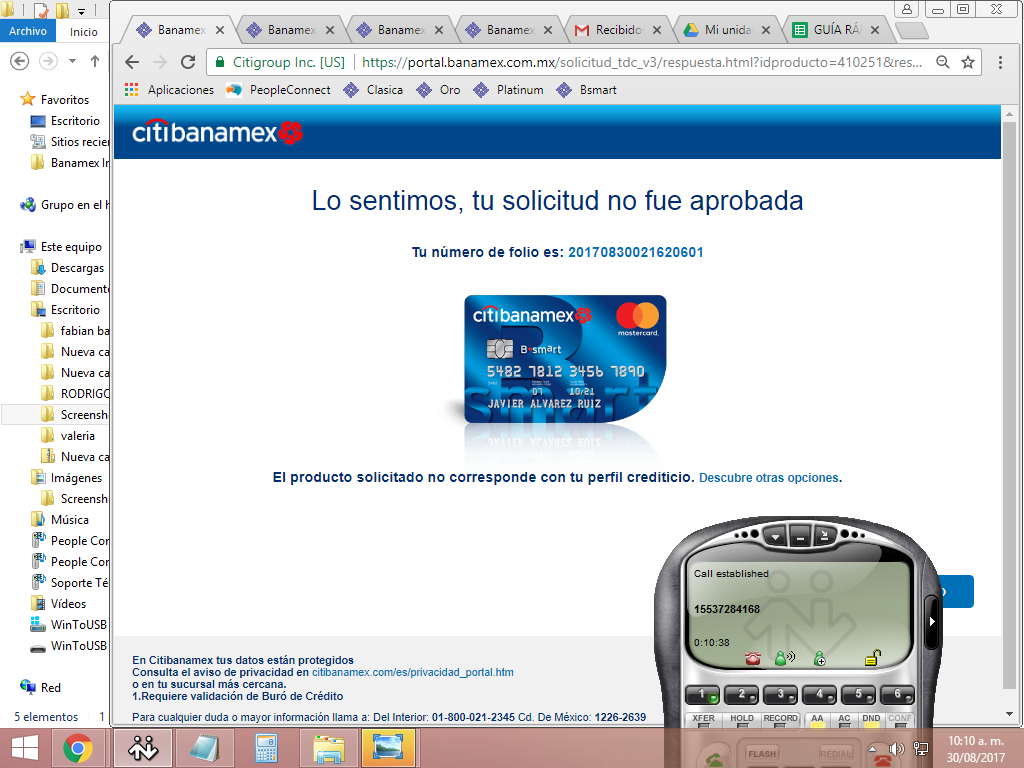 Archivo
Inicio
Favoritos
Escritorio
Sitios recier
Banamex In
Grupo en el h
Este equipo
Descargas
Documento
Escritorio
fabian ba
Nueva ca
Nueva ca
RODRIGO
Screensh
valeria
Nueva ca
Imágenes
Screensh
Música
People Cor
People Cor
Soporte Té
Vídeos
WinToUSB
WinToUSB
Red
5 elementos 1
Banamex
Banamex
Banamex
Banamex
Recibidos
Mi unida
GUÍA RÁ
Citigroup Inc. [US] https://portal.banamex.com.mx/solicitud_tdc_v3/respuesta.html?idproducto=410251&res...
Aplicaciones PeopleConnect Clasica Oro Platinum Bsmart
citibanamex
Lo sentimos, tu solicitud no fue aprobada
Tu número de folio es: 20170830021620601
citibanamex
mastercard.
B smart
5482 7812 3456 7890
5482
07 10/21
JAVIER ALVAREZ RUIZ
El producto solicitado no corresponde con tu perfil crediticio. Descubre otras opciones.
En Citibanamex tus datos están protegidos
Consulta el aviso de privacidad en citibanamex.com/es/privacidad_portal.htm
o en tu sucursal más cercana.
1.Requiere validación de Buró de Crédito
Para cualquier duda o mayor información llama a: Del Interior: 01-800-021-2345 Cd. De México: 1226-2639
Call established
15537284168
0:10:38
1 2 3 4 5 6
XFER HOLD RECORD AA AC DND CONF
FLASH REDIAL
10:10 a. m.
30/08/2017